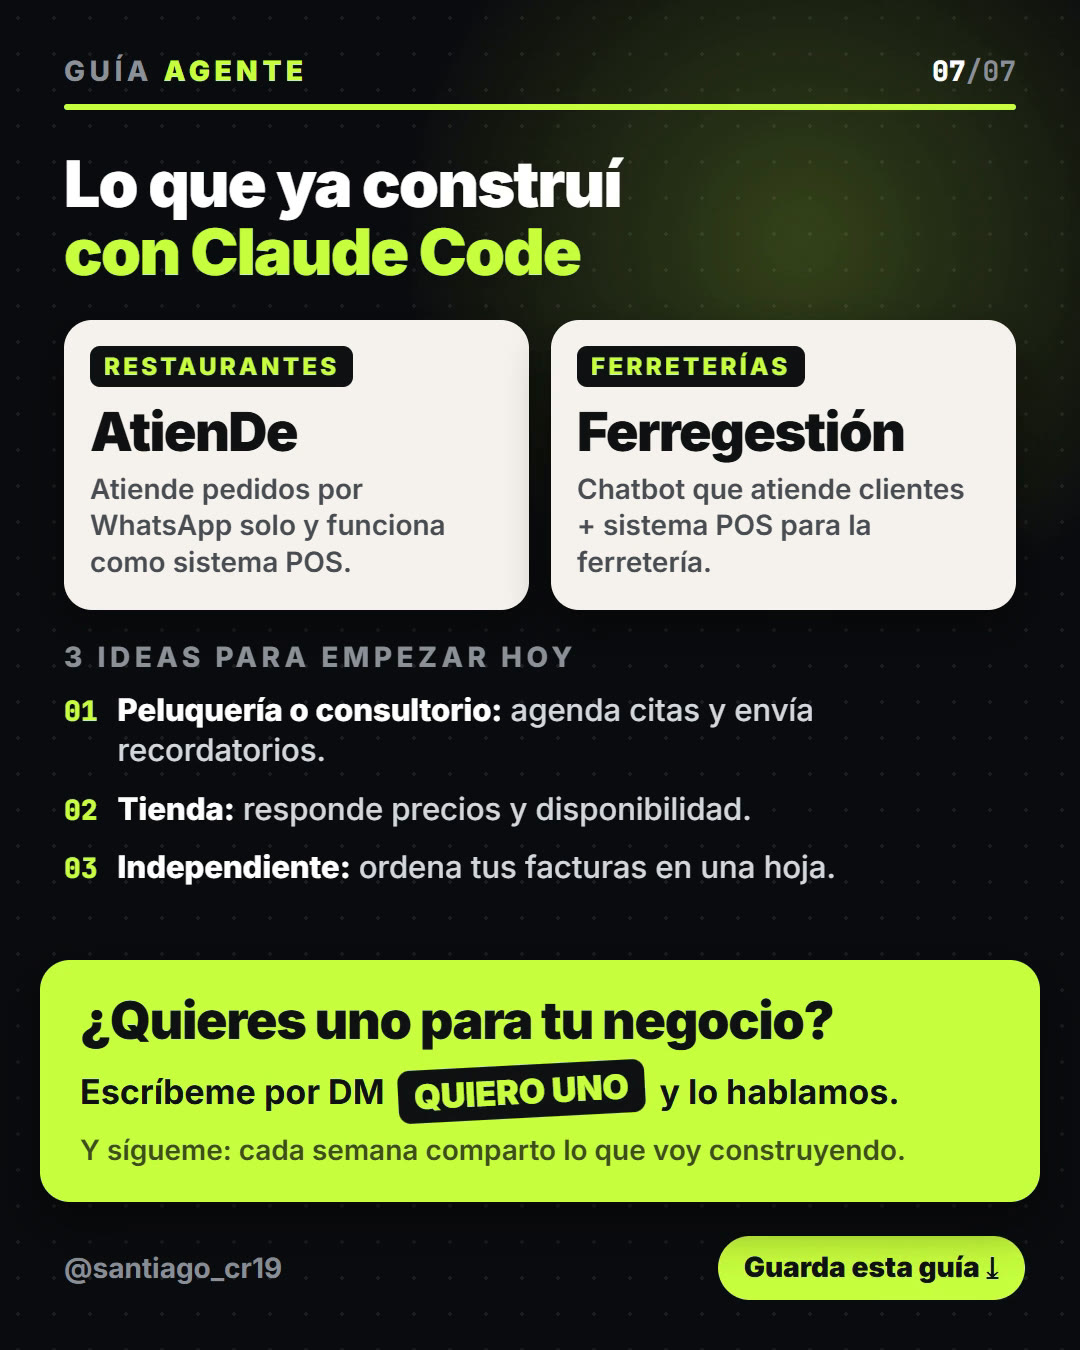 GUÍA AGENTE
07/07
Lo que ya construí
con Claude Code
RESTAURANTES
AtienDe
Atiende pedidos por
WhatsApp solo y funciona
como sistema POS.
FERRETERÍAS
Ferregestión
Chatbot que atiende clientes
+ sistema POS para la
ferretería.
3 IDEAS PARA EMPEZAR HOY
01 Peluquería o consultorio: agenda citas y envía
recordatorios.
02 Tienda: responde precios y disponibilidad.
03 Independiente: ordena tus facturas en una hoja.
¿Quieres uno para tu negocio?
Escríbeme por DM QUIERO UNO y lo hablamos.
Y sígueme: cada semana comparto lo que voy construyendo.
@santiago_cr19
Guarda esta guía ⤓